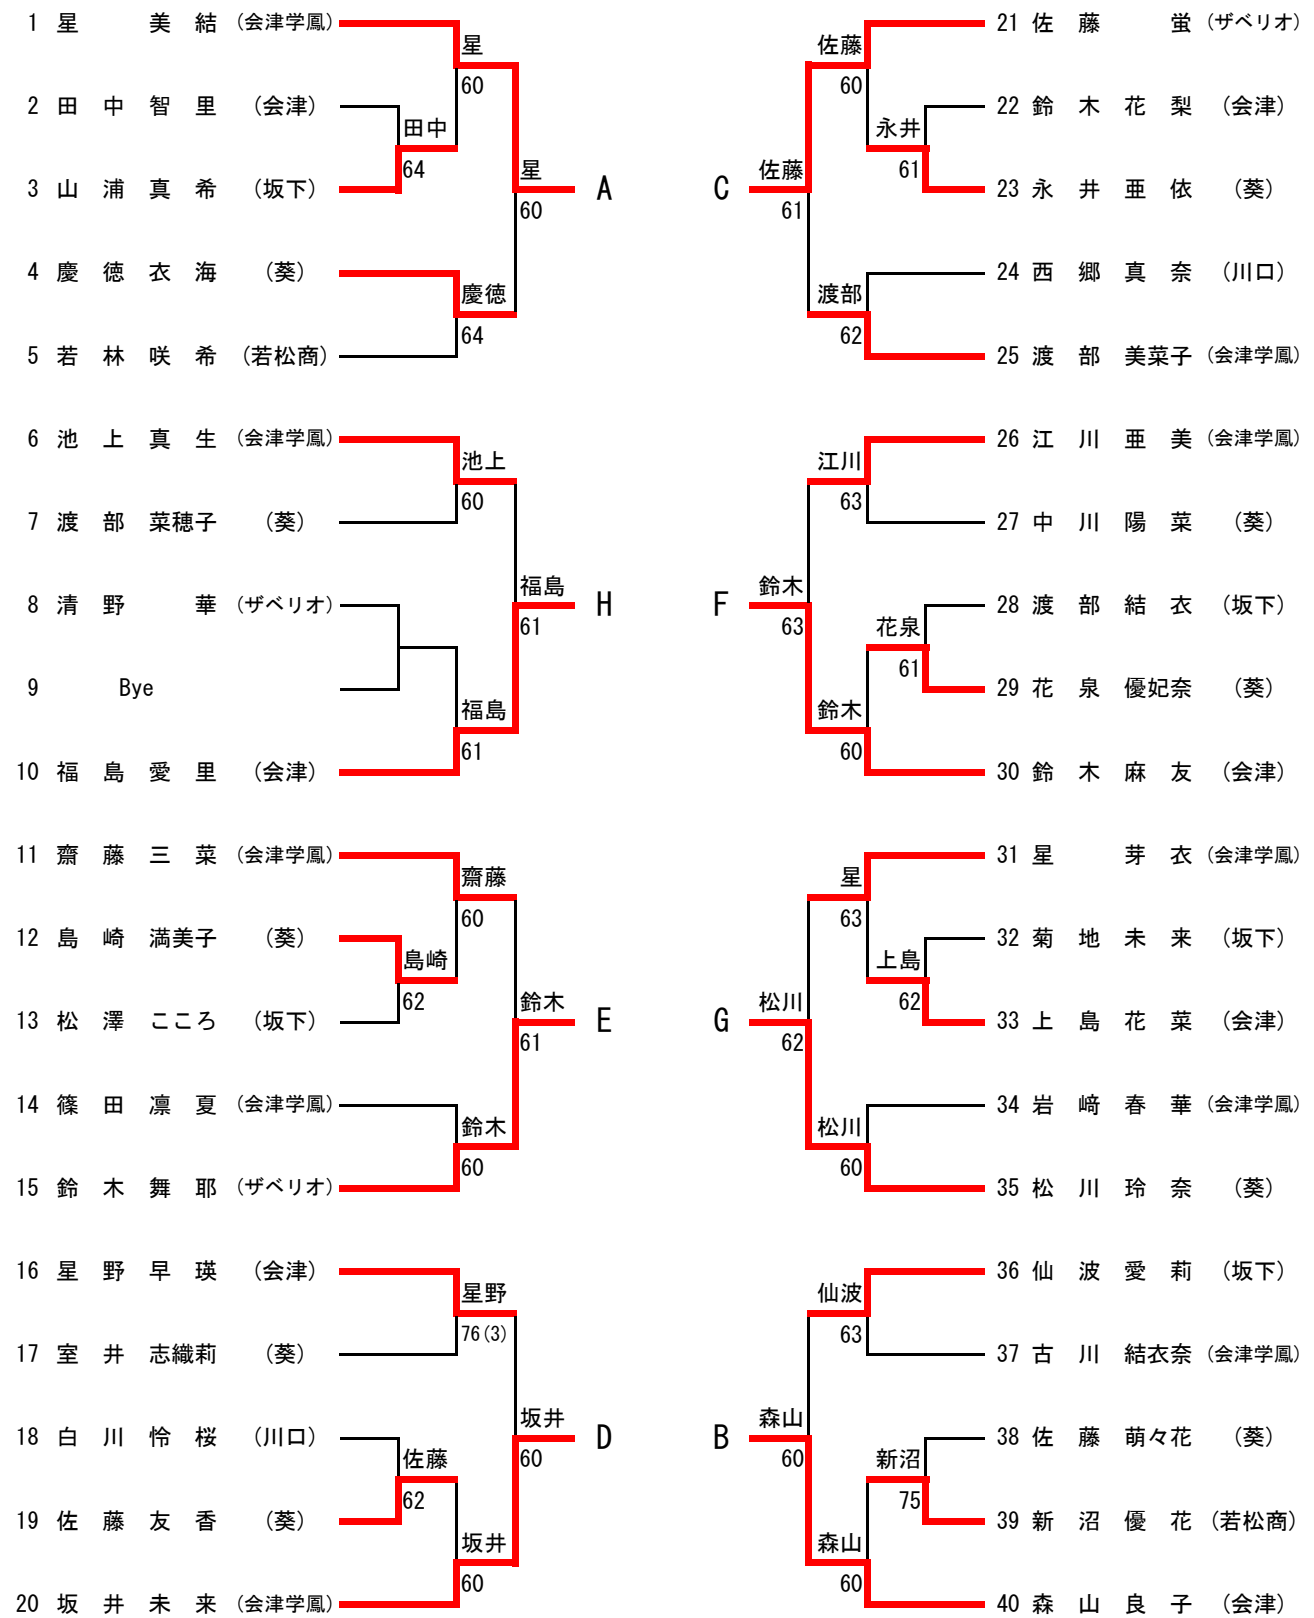 1 星 美 結 (会津学鳳)
星
60
2 田 中 智 里 (会津)
田中
64
3 山 浦 真 希 (坂下)
星
60
A
4 慶 徳 衣 海 (葵)
慶徳
64
5 若 林 咲 希 (若松商)
6 池 上 真 生 (会津学鳳)
池上
60
7 渡 部 菜穂子 (葵)
8 清 野 華 (ザベリオ)
福島
61
H
9 Bye
福島
61
10 福 島 愛 里 (会津)
11 齋 藤 三 菜 (会津学鳳)
齋藤
60
12 島 崎 満美子 (葵)
島崎
62
13 松 澤 こころ (坂下)
鈴木
61
E
14 篠 田 凛 夏 (会津学鳳)
鈴木
60
15 鈴 木 舞 耶 (ザベリオ)
16 星 野 早 瑛 (会津)
星野
76(3)
17 室 井 志織莉 (葵)
18 白 川 怜 桜 (川口)
佐藤
62
坂井
60
D
19 佐 藤 友 香 (葵)
坂井
60
20 坂 井 未 来 (会津学鳳)
21 佐 藤 蛍 (ザベリオ)
佐藤
60
22 鈴 木 花 梨 (会津)
永井
61
23 永 井 亜 依 (葵)
C
佐藤
61
24 西 郷 真 奈 (川口)
渡部
62
25 渡 部 美菜子 (会津学鳳)
26 江 川 亜 美 (会津学鳳)
江川
63
27 中 川 陽 菜 (葵)
F
鈴木
63
28 渡 部 結 衣 (坂下)
花泉
61
29 花 泉 優妃奈 (葵)
鈴木
60
30 鈴 木 麻 友 (会津)
31 星 芽 衣 (会津学鳳)
星
63
32 菊 地 未 来 (坂下)
上島
62
33 上 島 花 菜 (会津)
G
松川
62
34 岩 﨑 春 華 (会津学鳳)
松川
60
35 松 川 玲 奈 (葵)
36 仙 波 愛 莉 (坂下)
仙波
63
37 古 川 結衣奈 (会津学鳳)
B
森山
60
38 佐 藤 萌々花 (葵)
新沼
75
39 新 沼 優 花 (若松商)
森山
60
40 森 山 良 子 (会津)